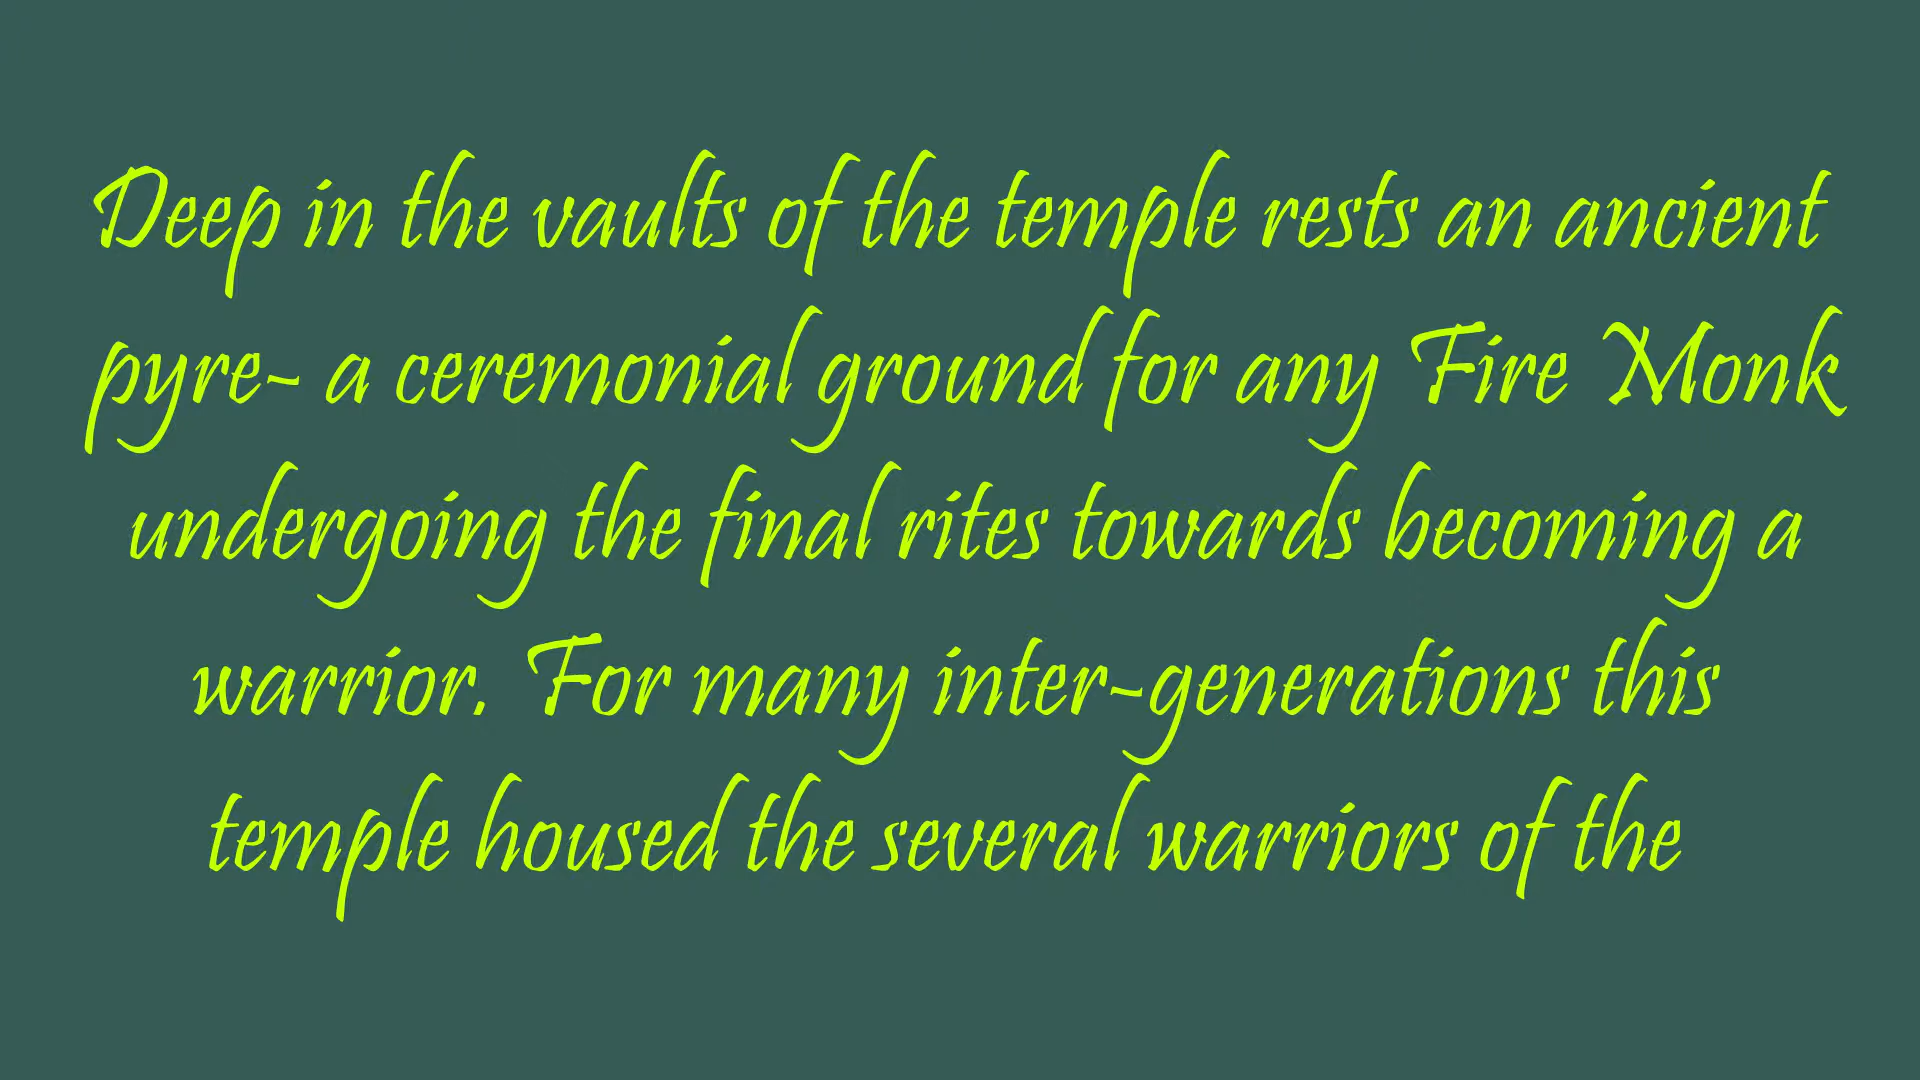 Deep in the vaults of the temple rests an ancient
pyre- a ceremonial ground for any Fire Monk
undergoing the final rites towards becoming a
warrior. For many inter-generations this
temple housed the several warriors of the